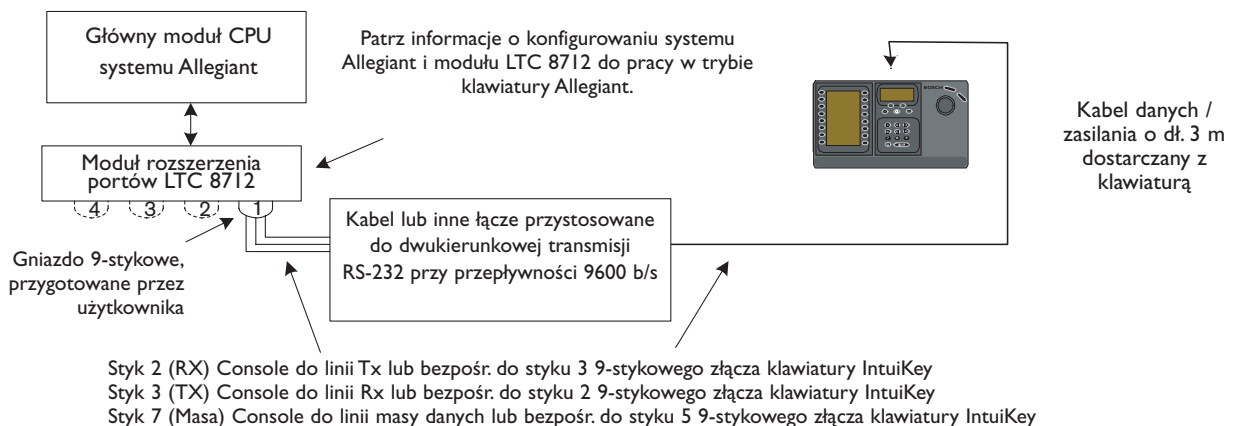 Główny moduł CPU
systemu Allegiant
Patrz informacje o konfigurowaniu systemu
Allegiant i modułu LTC 8712 do pracy w trybie
klawiatury Allegiant.
BOSCH
Kabel danych /
zasilania o dł. 3 m
dostarczany z
klawiaturą
Moduł rozszerzenia
portów LTC 8712
4 3 2 1
Gniazdo 9-stykowe,
przygotowane przez
użytkownika
Kabel lub inne łącze przystosowane
do dwukierunkowej transmisji
RS-232 przy przepływności 9600 b/s
Styk 2 (RX) Console do linii Tx lub bezpośr. do styku 3 9-stykowego złącza klawiatury IntuiKey
Styk 3 (TX) Console do linii Rx lub bezpośr. do styku 2 9-stykowego złącza klawiatury IntuiKey
Styk 7 (Masa) Console do linii masy danych lub bezpośr. do styku 5 9-stykowego złącza klawiatury IntuiKey